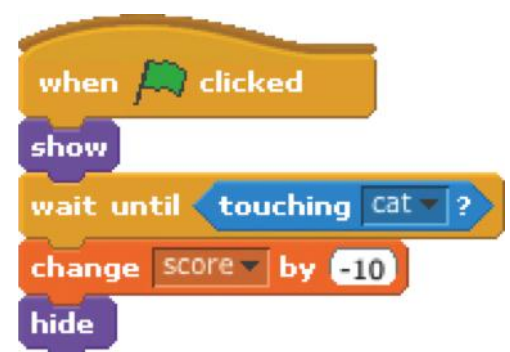 when clicked
show
wait until touching cat ?
change score by -10
hide